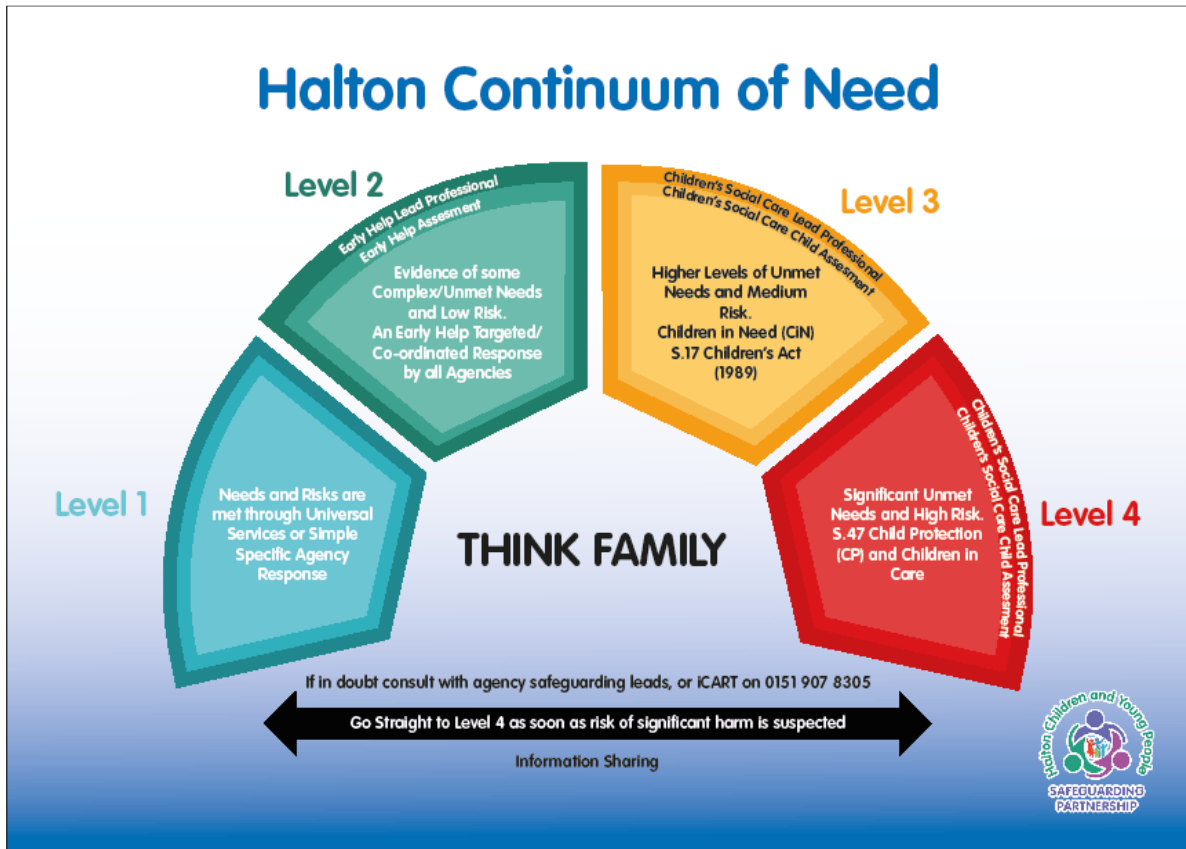 Halton Continuum of Need
Level 1
Needs and Risks are
met through Universal
Services or Simple
Specific Agency
Response
Level 2
Early Help Lead Professional
Early Help Assesment
Evidence of some
Complex/Unmet Needs
and Low Risk.
An Early Help Targeted/
Co-ordinated Response
by all Agencies
Level 3
Children's Social Care Lead Professional
Children's Social Care Child Assesment
Higher Levels of Unmet
Needs and Medium
Risk.
Children in Need (CiN)
S.17 Children's Act
(1989)
Level 4
Children's Social Care Lead Professional
Children's Social Care Child Assesment
Significant Unmet
Needs and High Risk.
S.47 Child Protection
(CP) and Children in
Care
THINK FAMILY
If in doubt consult with agency safeguarding leads, or iCART on 0151 907 8305
Go Straight to Level 4 as soon as risk of significant harm is suspected
Information Sharing
Halton Children and Young People
SAFEGUARDING
PARTNERSHIP